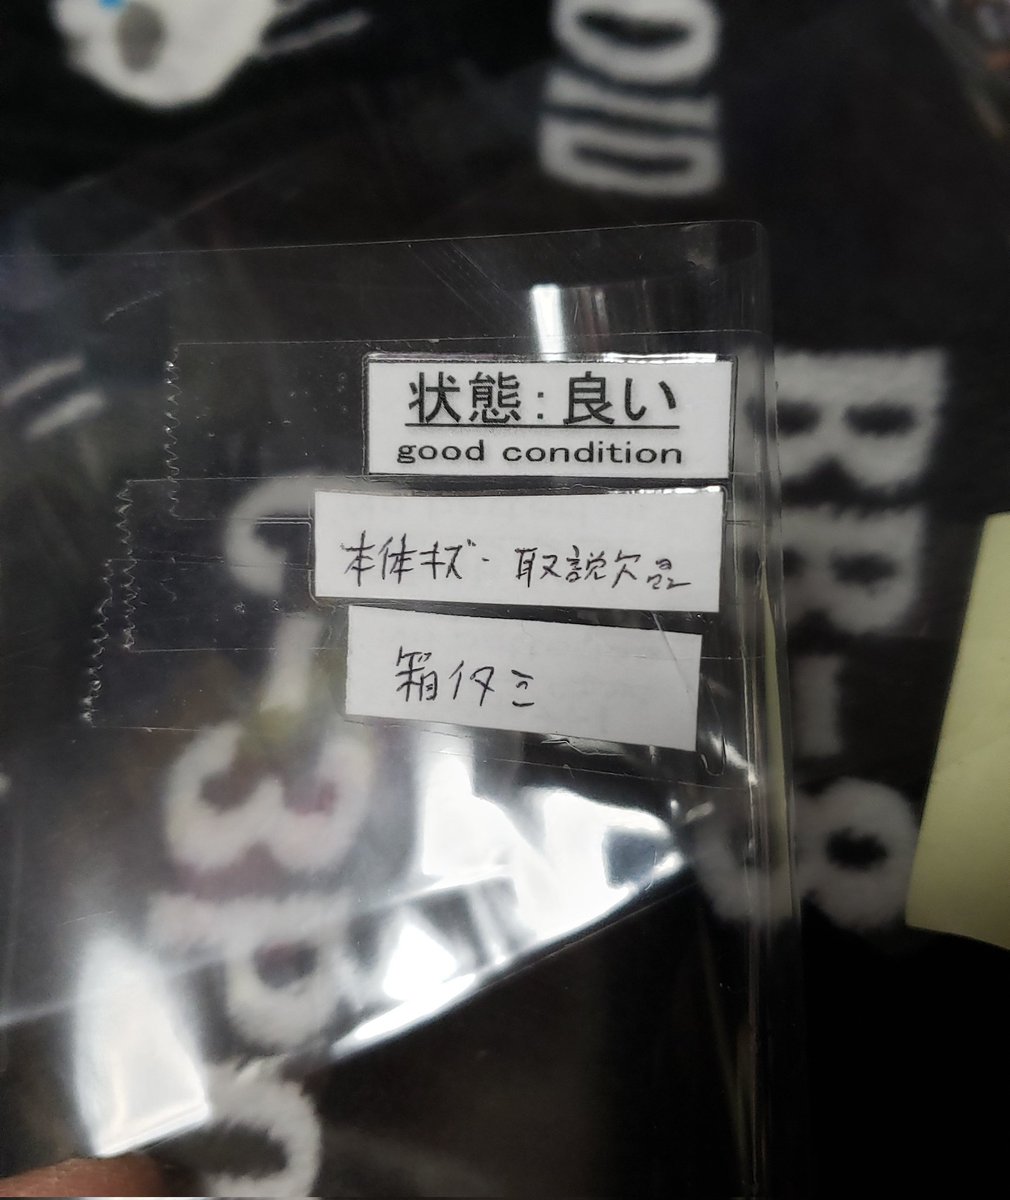 状態：良い
good condition
本体キズ・取説欠品
箱イタミ